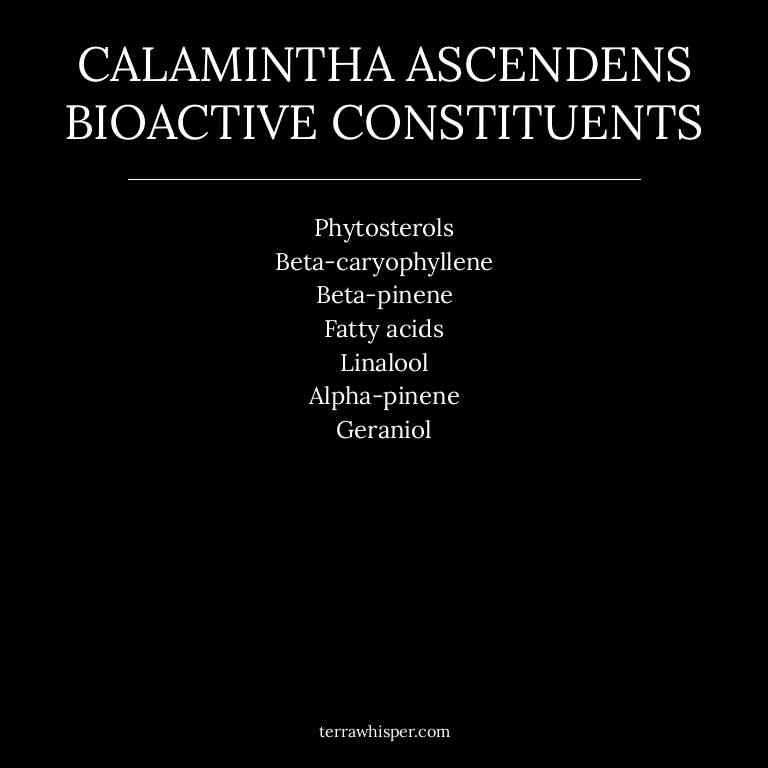 CALAMINTHA ASCENDENS
BIOACTIVE CONSTITUENTS
Phytosterols
Beta-caryophyllene
Beta-pinene
Fatty acids
Linalool
Alpha-pinene
Geraniol
terrawhisper.com